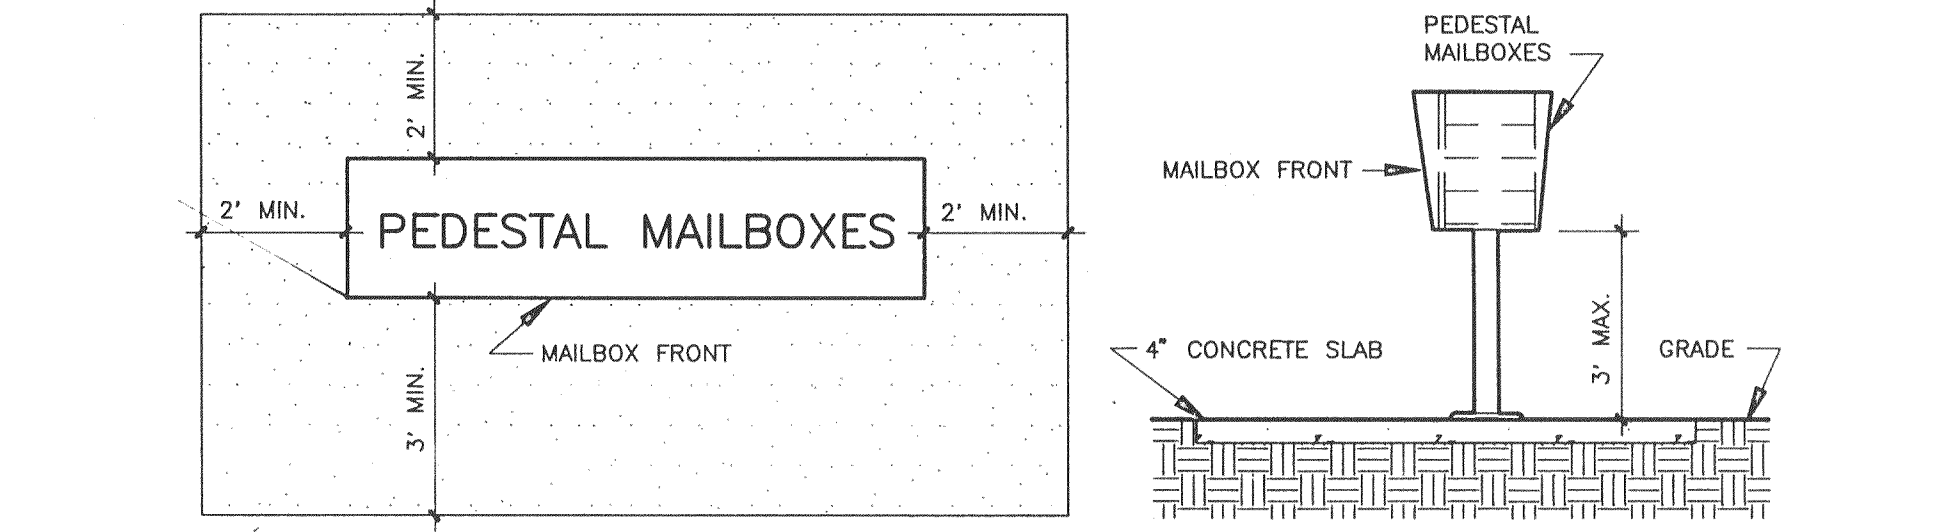 2' MIN.
2' MIN.
PEDESTAL MAILBOXES
2' MIN.
MAILBOX FRONT
3' MIN.
PEDESTAL
MAILBOXES
MAILBOX FRONT
3' MAX.
4" CONCRETE SLAB
GRADE